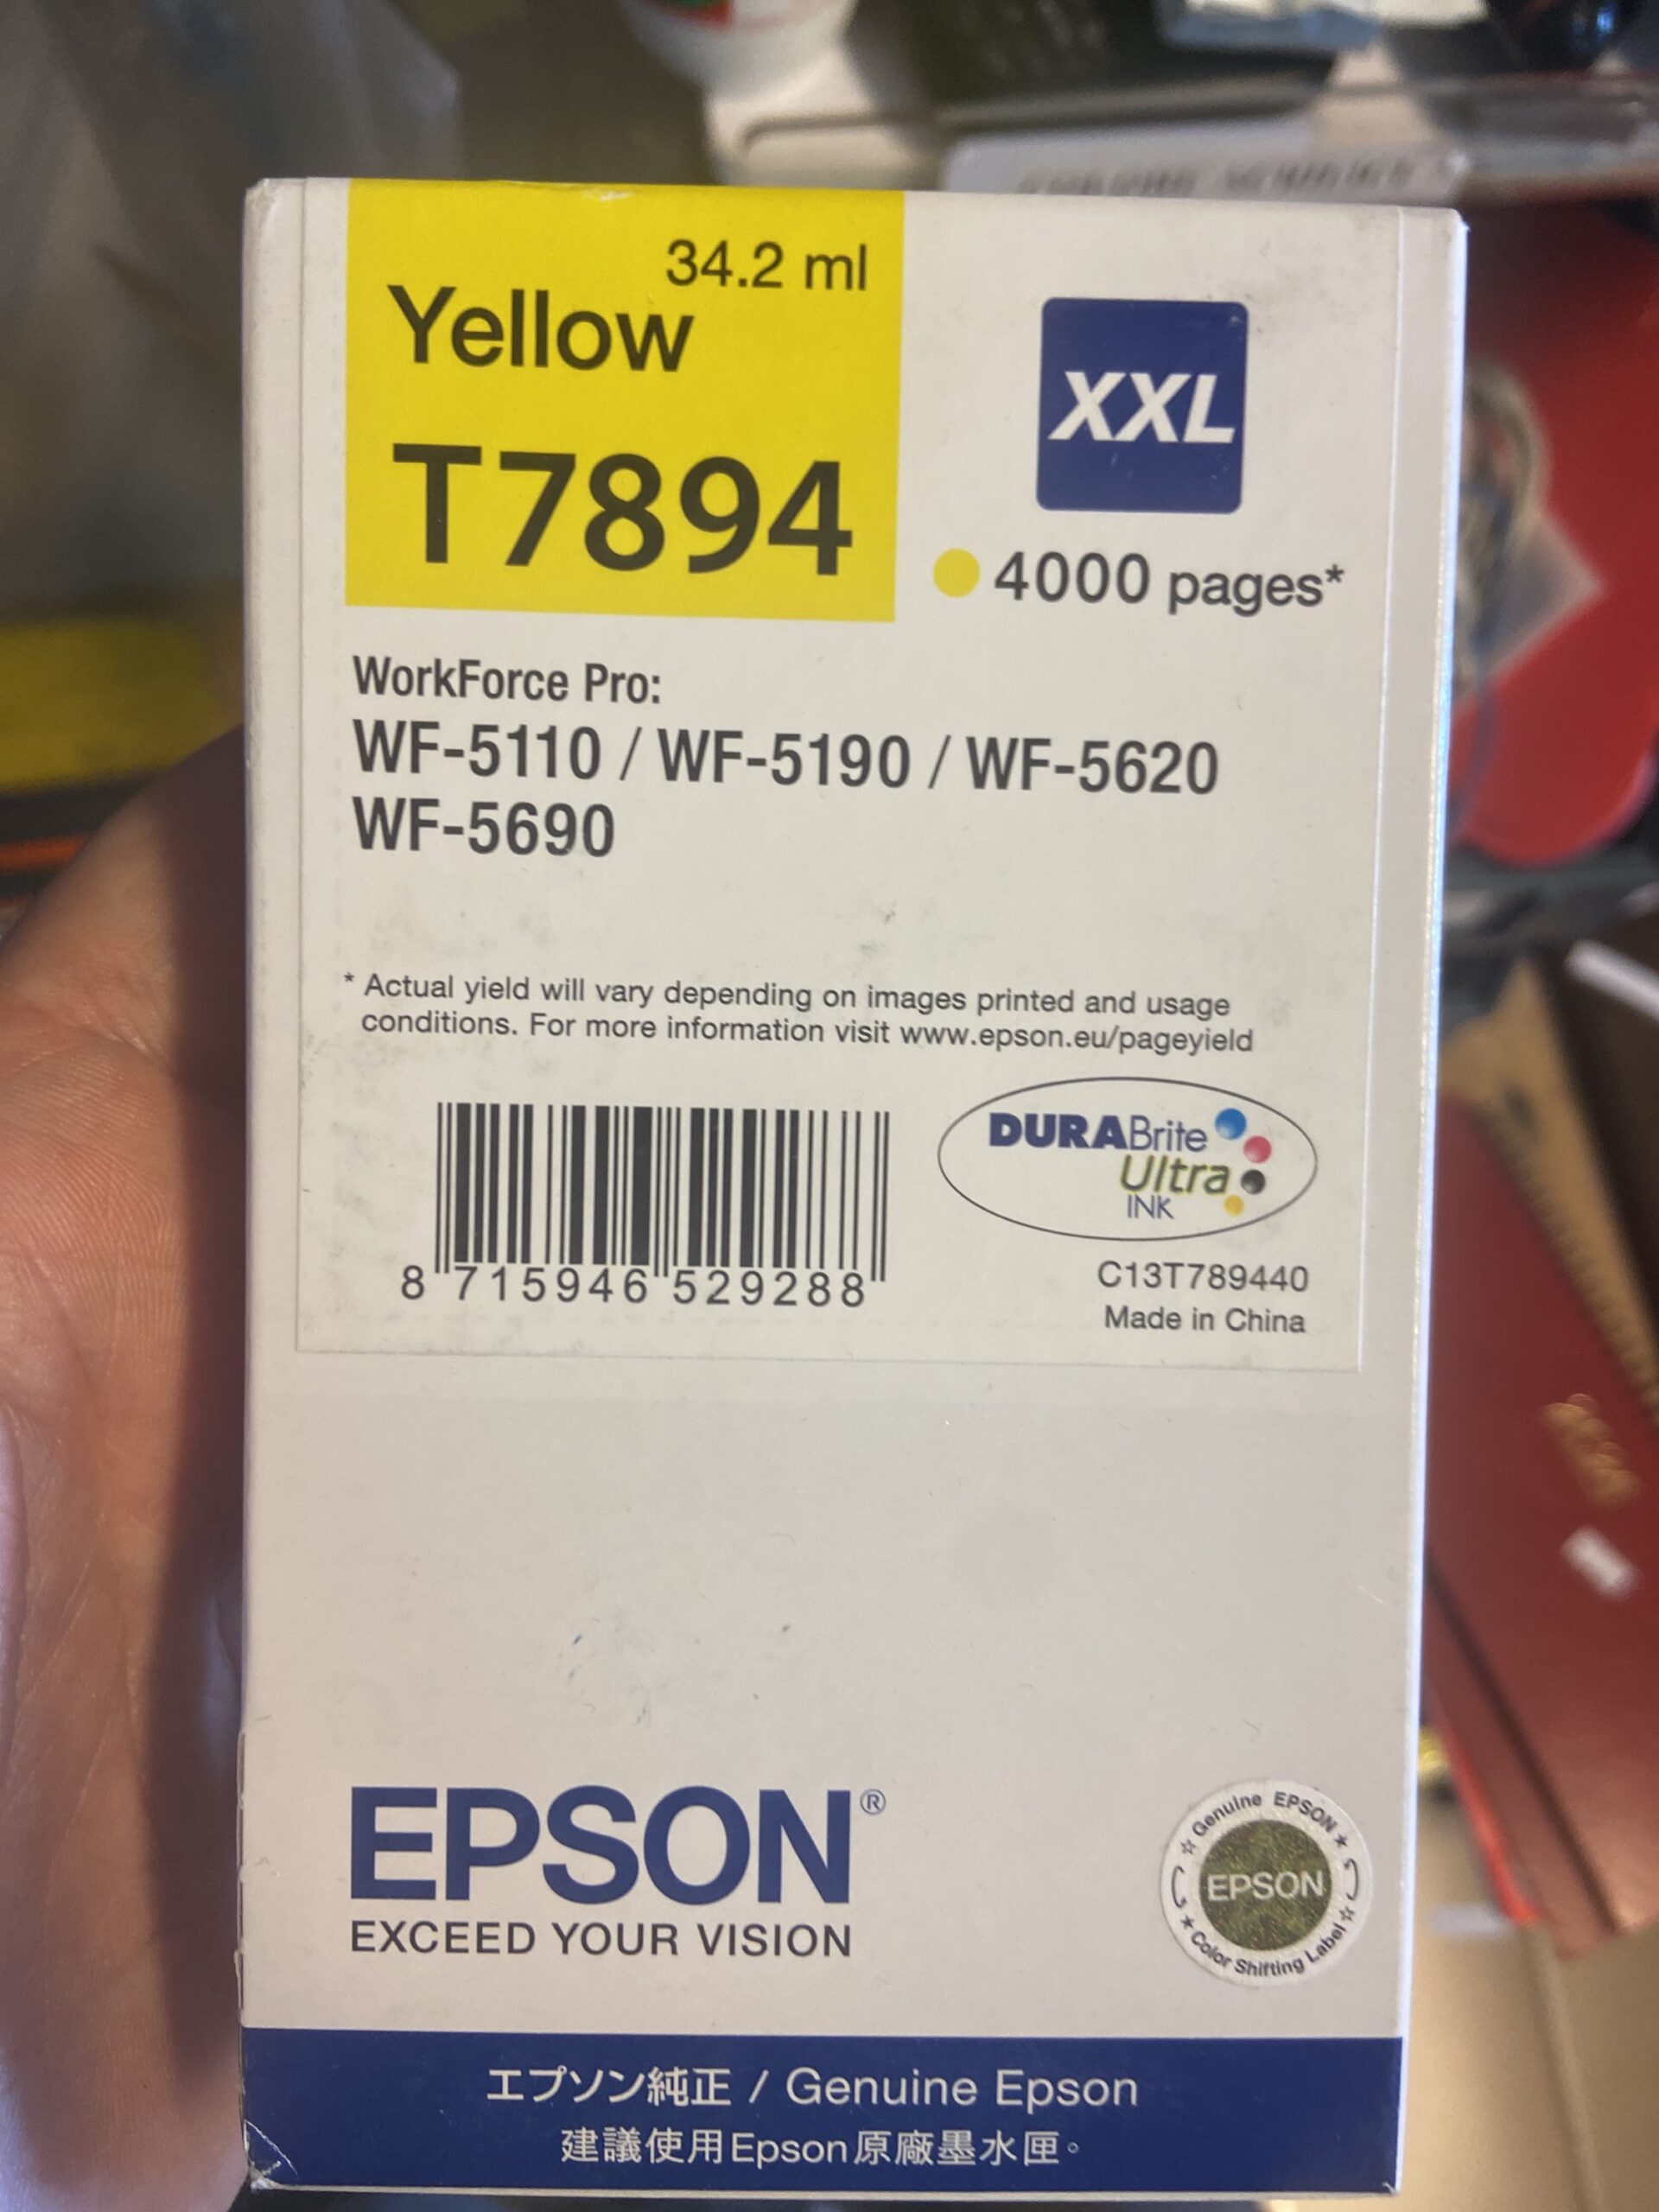 34.2 ml
Yellow
T7894
XXL
4000 pages*
WorkForce Pro:
WF-5110 / WF-5190 / WF-5620
WF-5690
* Actual yield will vary depending on images printed and usage
conditions. For more information visit www.epson.eu/pageyield
DURABrite
Ultra
INK
8 715946 529288
C13T789440
Made in China
EPSON®
EXCEED YOUR VISION
☆ Genuine EPSON ★
EPSON
★ Color Shifting Label ☆
エプソン純正 / Genuine Epson
建議使用Epson原廠墨水匣。